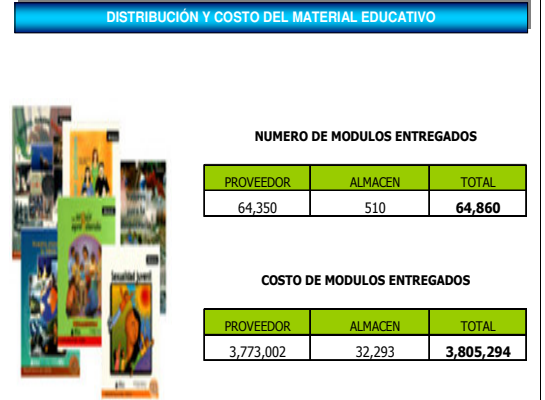 DISTRIBUCIÓN Y COSTO DEL MATERIAL EDUCATIVO
NUMERO DE MODULOS ENTREGADOS
PROVEEDOR ALMACEN TOTAL
64,350 510 64,860
Sexualidad juvenil
COSTO DE MODULOS ENTREGADOS
PROVEEDOR ALMACEN TOTAL
3,773,002 32,293 3,805,294